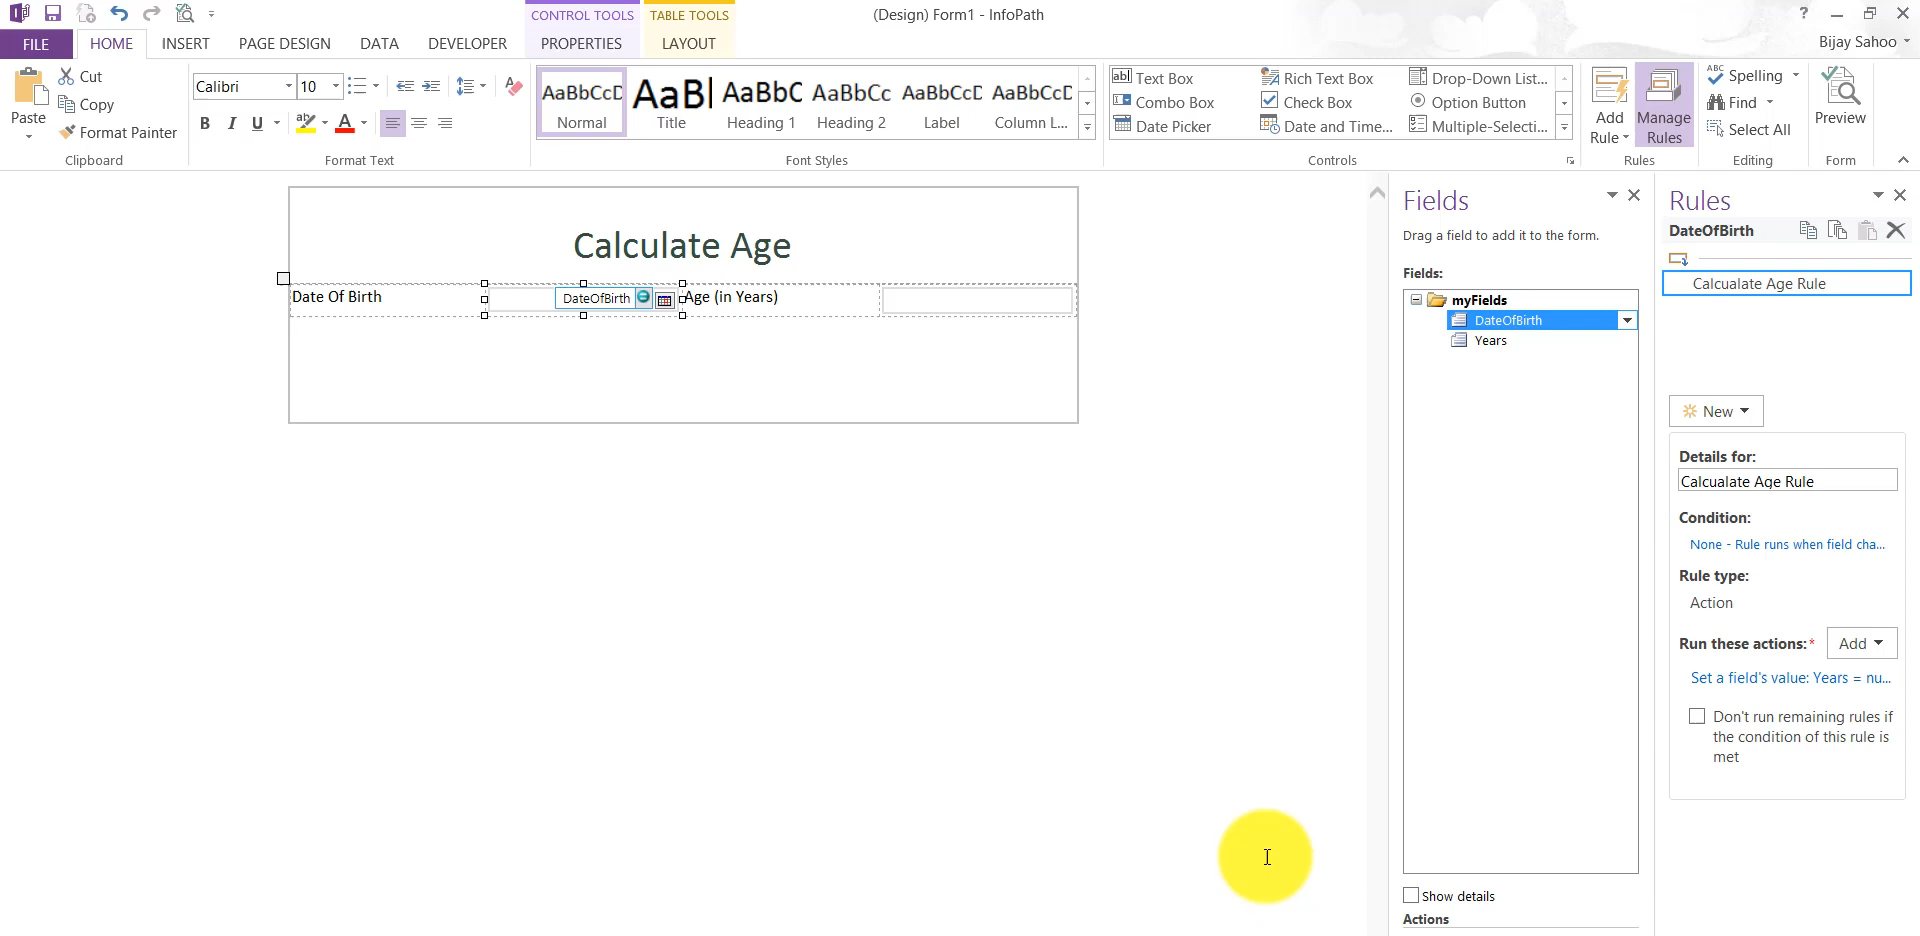 CONTROL TOOLS TABLE TOOLS (Design) Form1 - InfoPath ?
FILE HOME INSERT PAGE DESIGN DATA DEVELOPER PROPERTIES LAYOUT Bijay Sahoo
Paste
Cut
Copy
Format Painter
Clipboard
Calibri 10
B I U A
Format Text
AaBbCcD AaBl AaBbC AaBbCc AaBbCcD AaBbCcD
Normal Title Heading 1 Heading 2 Label Column L...
Font Styles
Text Box Rich Text Box Drop-Down List...
Combo Box Check Box Option Button
Date Picker Date and Time... Multiple-Selecti...
Controls
Add Rule
Manage Rules
Rules
ABC Spelling
Find
Select All
Editing
Preview
Form
Calculate Age
Date Of Birth DateOfBirth Age (in Years)
Fields
Drag a field to add it to the form.
Fields:
myFields
DateOfBirth
Years
Show details
Actions
Rules
DateOfBirth
Calcualate Age Rule
New
Details for:
Calcualate Age Rule
Condition:
None - Rule runs when field cha...
Rule type:
Action
Run these actions:* Add
Set a field's value: Years = nu...
Don't run remaining rules if
the condition of this rule is
met